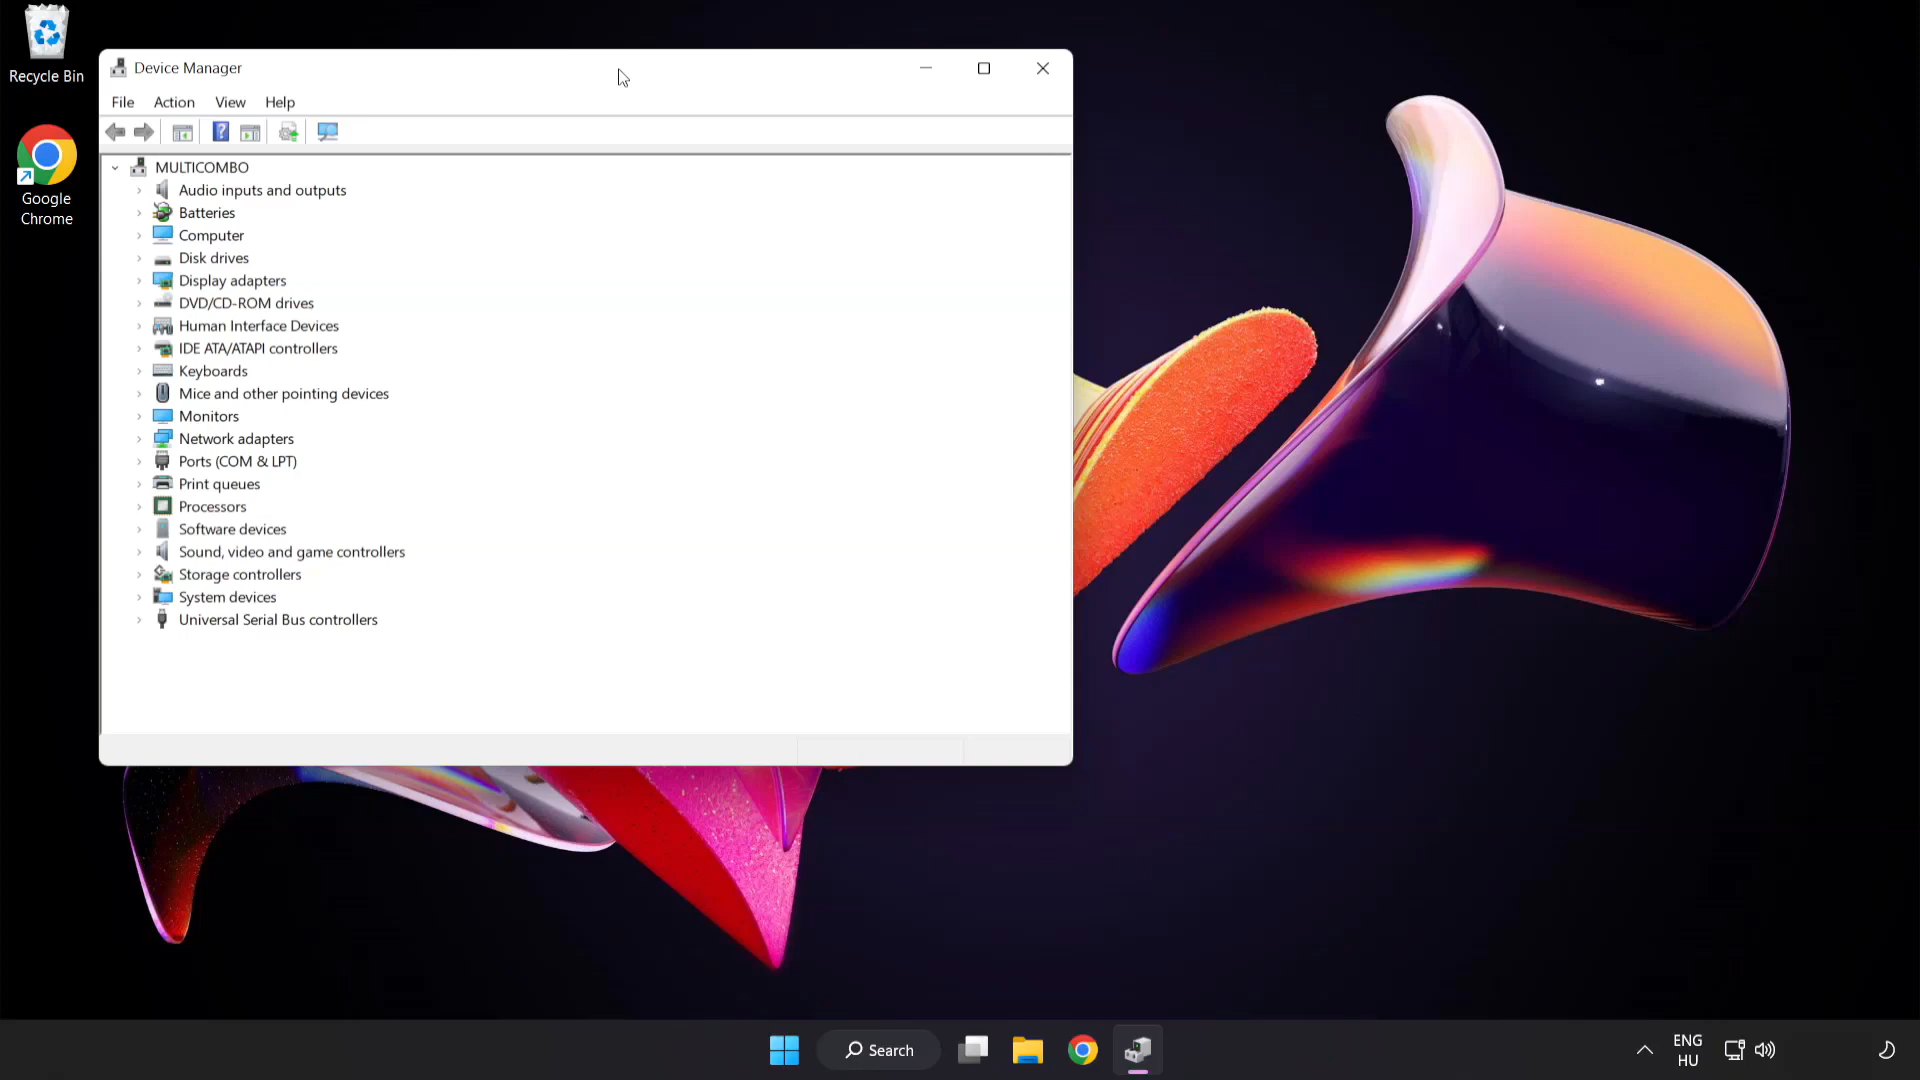 Recycle Bin
Google
Chrome
Device Manager
File Action View Help
MULTICOMBO
Audio inputs and outputs
Batteries
Computer
Disk drives
Display adapters
DVD/CD-ROM drives
Human Interface Devices
IDE ATA/ATAPI controllers
Keyboards
Mice and other pointing devices
Monitors
Network adapters
Ports (COM & LPT)
Print queues
Processors
Software devices
Sound, video and game controllers
Storage controllers
System devices
Universal Serial Bus controllers
Search
ENG
HU